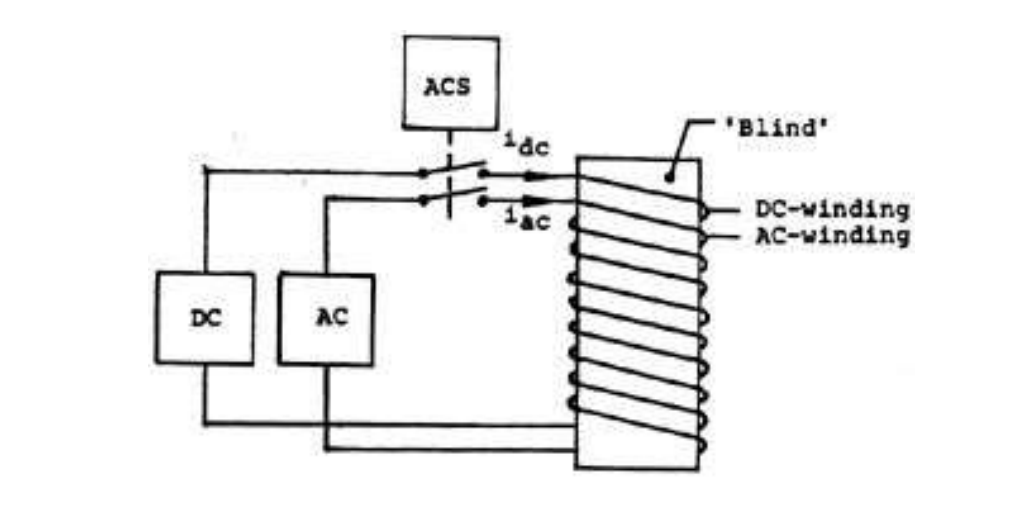 ACS
idc
'Blind'
iac
DC-winding
AC-winding
DC
AC